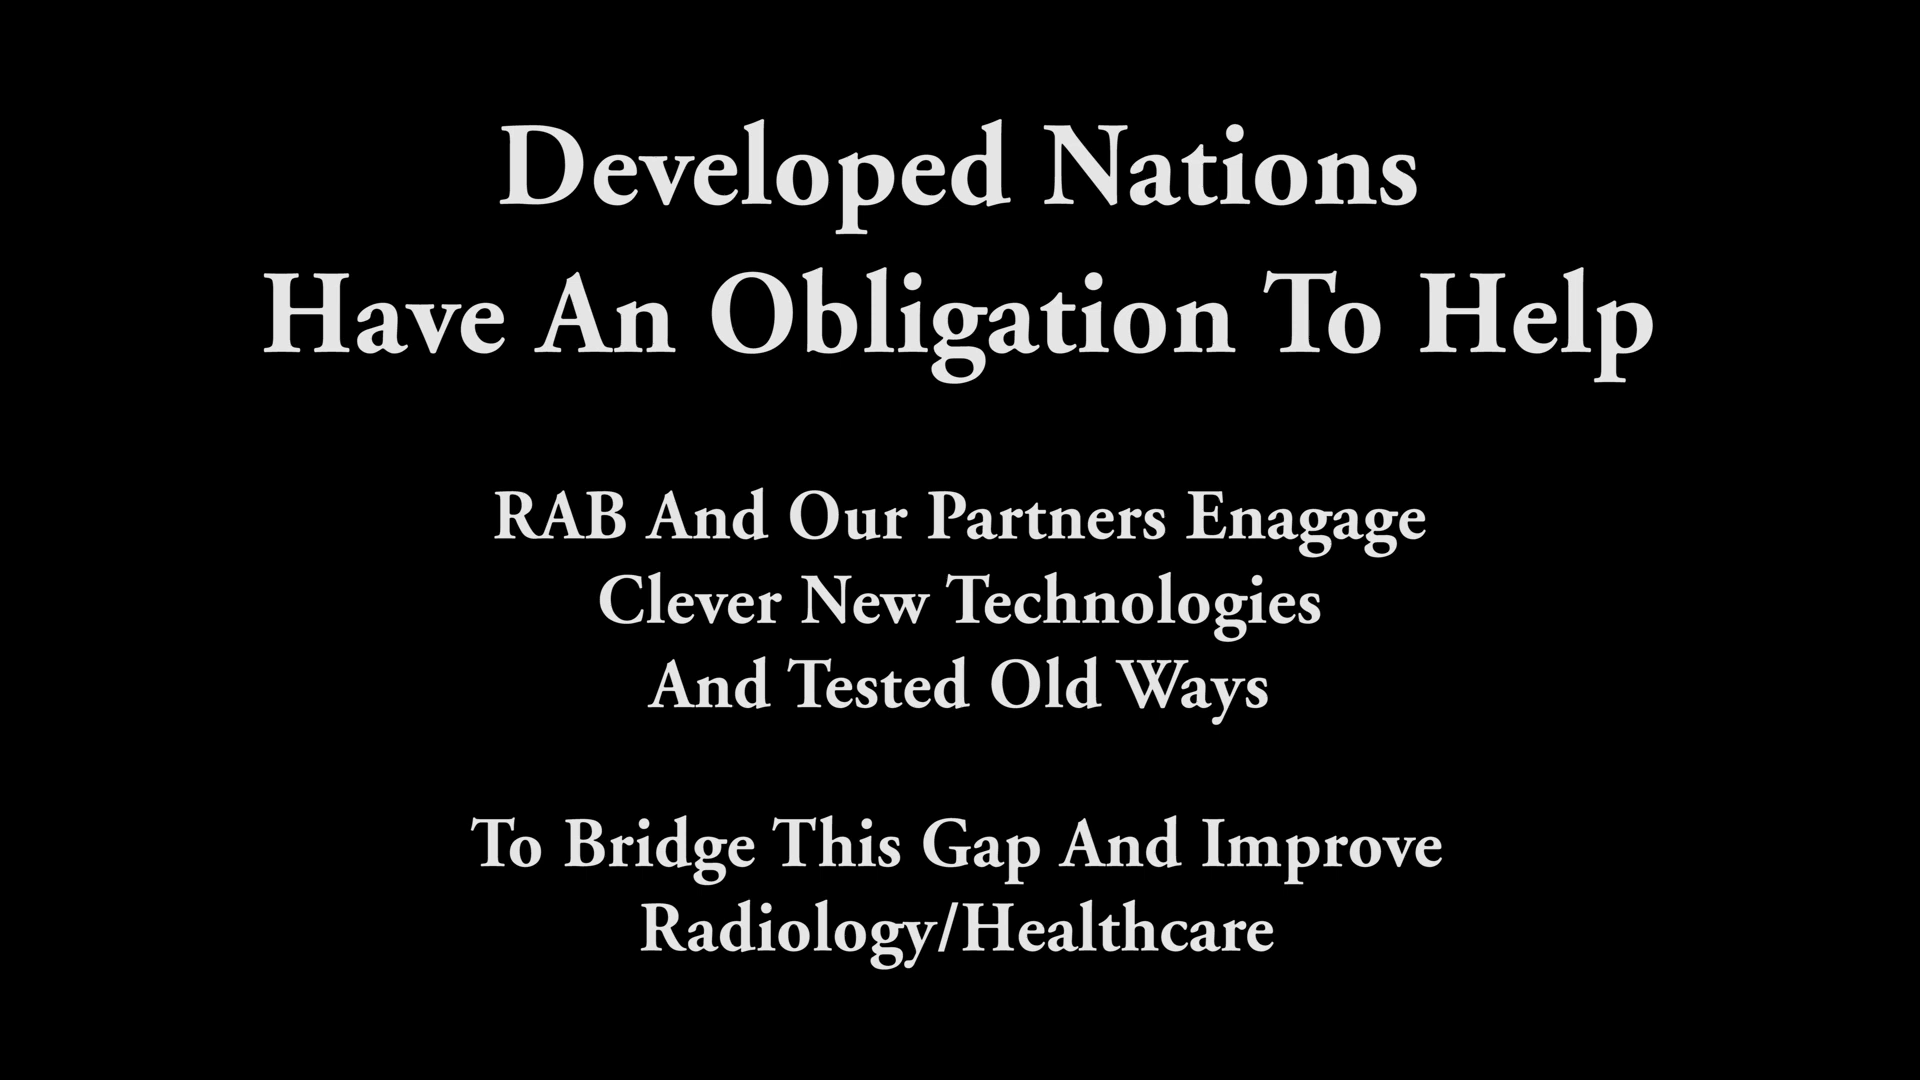 Developed Nations
Have An Obligation To Help
RAB And Our Partners Enagage
Clever New Technologies
And Tested Old Ways
To Bridge This Gap And Improve
Radiology/Healthcare